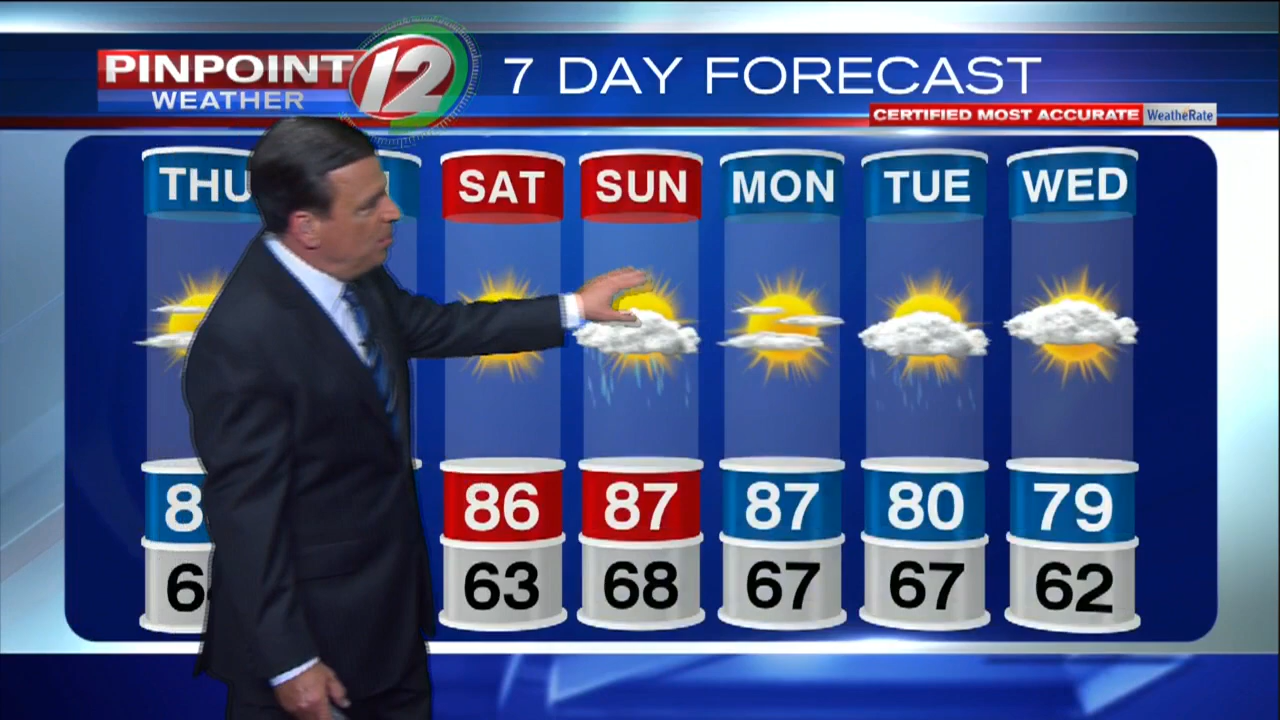 PINPOINT 12
WEATHER
7 DAY FORECAST
CERTIFIED MOST ACCURATE WeatheRate
THU SAT SUN MON TUE WED
86 87 87 80 79
63 68 67 67 62